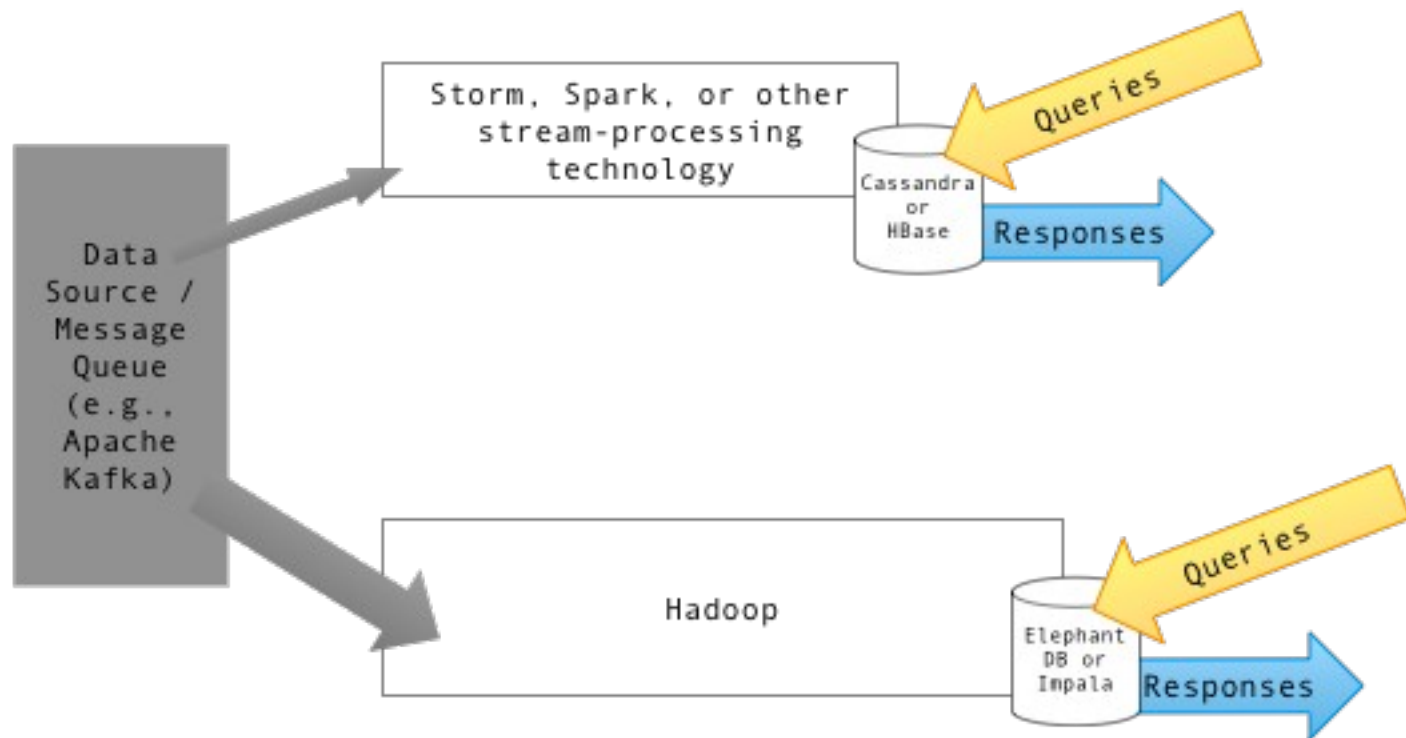 Data
Source /
Message
Queue
(e.g.,
Apache
Kafka)
Storm, Spark, or other
stream-processing
technology
Cassandra
or
HBase
Queries
Responses
Hadoop
Elephant
DB or
Impala
Queries
Responses